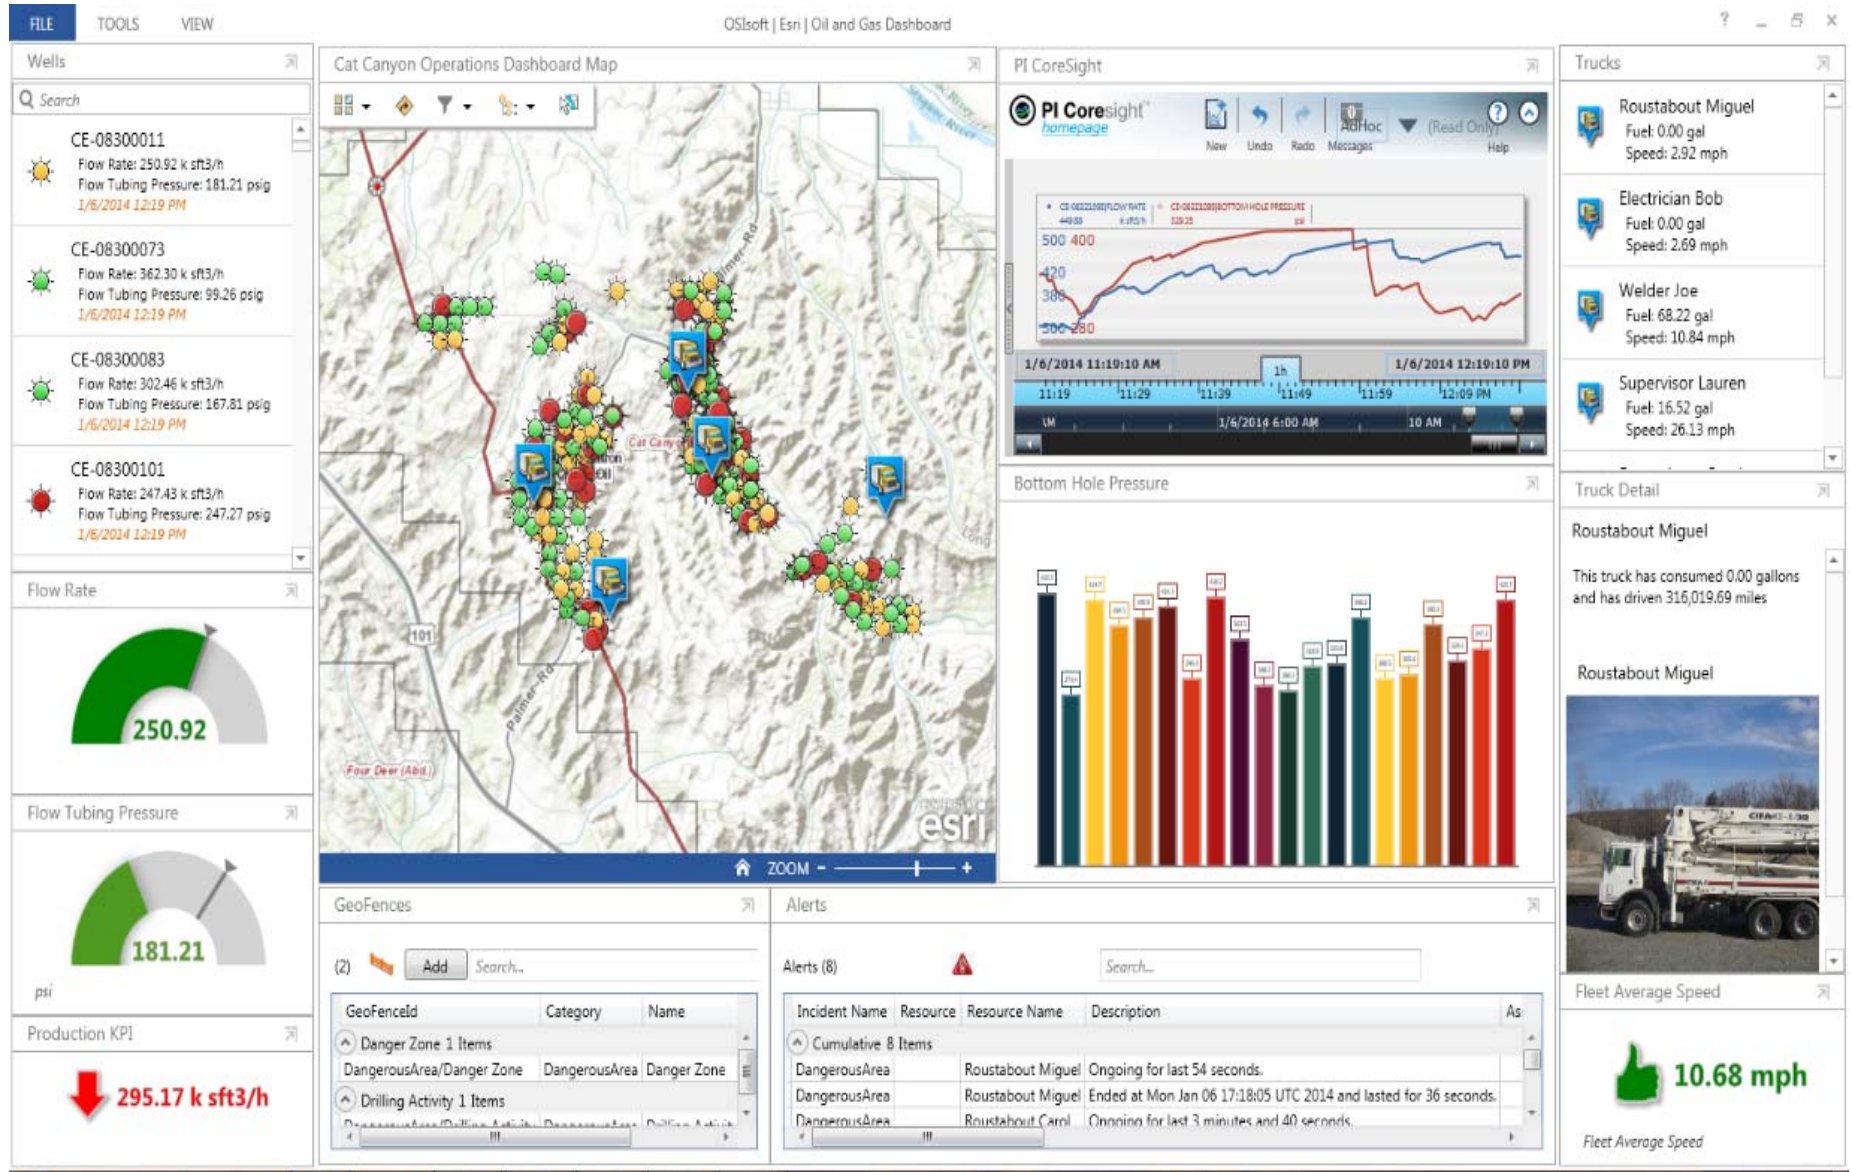 FILE TOOLS VIEW
OSIsoft | Esri | Oil and Gas Dashboard
Wells
Search
CE-08300011
Flow Rate: 250.92 k sft3/h
Flow Tubing Pressure: 181.21 psig
1/6/2014 12:19 PM
CE-08300073
Flow Rate: 362.30 k sft3/h
Flow Tubing Pressure: 99.26 psig
1/6/2014 12:19 PM
CE-08300083
Flow Rate: 302.46 k sft3/h
Flow Tubing Pressure: 167.81 psig
1/6/2014 12:19 PM
CE-08300101
Flow Rate: 247.43 k sft3/h
Flow Tubing Pressure: 247.27 psig
1/6/2014 12:19 PM
Flow Rate
250.92
Flow Tubing Pressure
181.21
psi
Production KPI
295.17 k sft3/h
Cat Canyon Operations Dashboard Map
Palmer-Rd
101
Four Deer (Abd.)
esri
ZOOM - +
GeoFences
(2) Add Search...
GeoFenceId Category Name
Danger Zone 1 Items
DangerousArea/Danger Zone DangerousArea Danger Zone
Drilling Activity 1 Items
PI CoreSight
PI Coresight
homepage
New Undo Redo Messages
AdHoc
(Read Only)
Help
500 400
420
380
280
1/6/2014 11:19:10 AM
1h
1/6/2014 12:19:10 PM
11:19 11:29 11:39 11:49 11:59 12:09 PM
1/6/2014 6:00 AM 10 AM
Bottom Hole Pressure
Alerts
Alerts (8) Search...
Incident Name Resource Resource Name Description As
Cumulative 8 Items
DangerousArea Roustabout Miguel Ongoing for last 54 seconds.
DangerousArea Roustabout Miguel Ended at Mon Jan 06 17:18:05 UTC 2014 and lasted for 36 seconds.
DangerousArea Roustabout Carol Ongoing for last 3 minutes and 40 seconds.
Trucks
Roustabout Miguel
Fuel: 0.00 gal
Speed: 2.92 mph
Electrician Bob
Fuel: 0.00 gal
Speed: 2.69 mph
Welder Joe
Fuel: 68.22 gal
Speed: 10.84 mph
Supervisor Lauren
Fuel: 16.52 gal
Speed: 26.13 mph
Truck Detail
Roustabout Miguel
This truck has consumed 0.00 gallons
and has driven 316,019.69 miles
Roustabout Miguel
Fleet Average Speed
10.68 mph
Fleet Average Speed